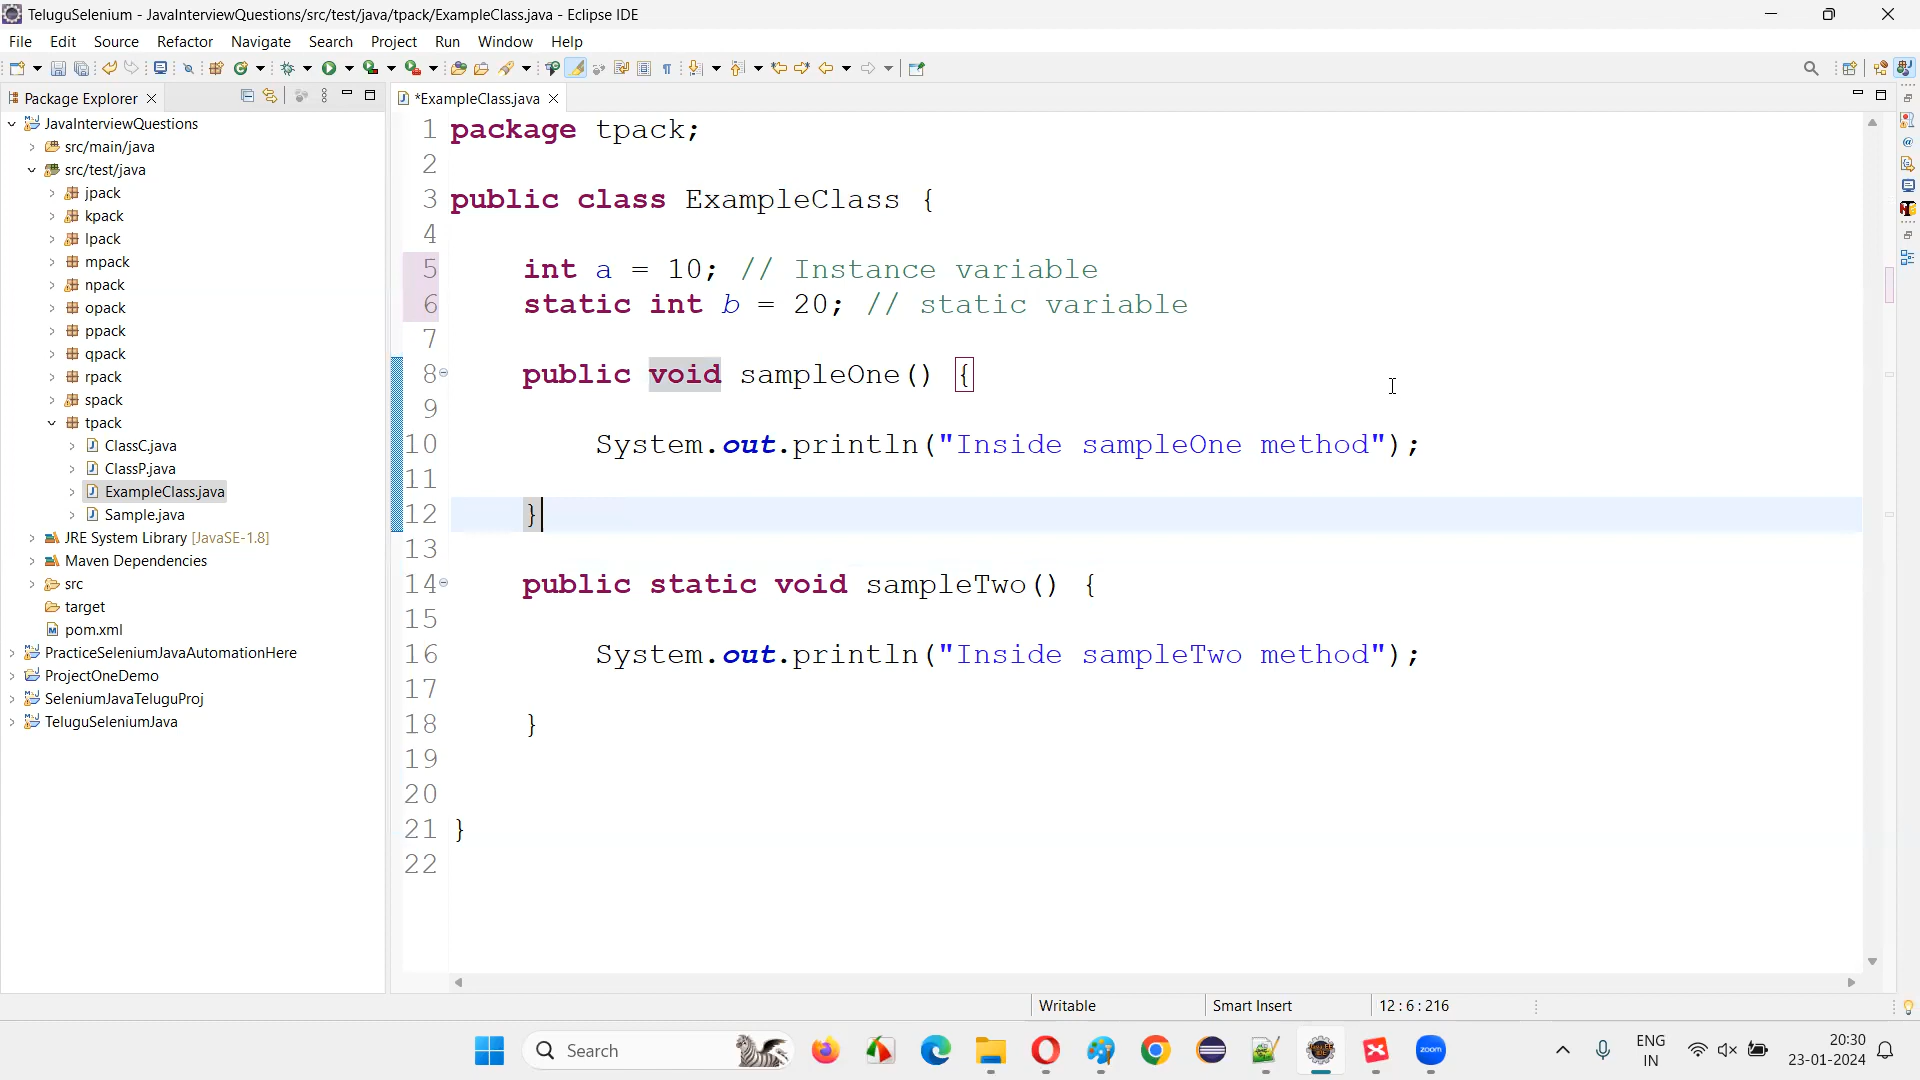 TeluguSelenium - JavaInterviewQuestions/src/test/java/tpack/ExampleClass.java - Eclipse IDE
File Edit Source Refactor Navigate Search Project Run Window Help
Package Explorer
*ExampleClass.java
JavaInterviewQuestions
src/main/java
src/test/java
jpack
kpack
lpack
mpack
npack
opack
ppack
qpack
rpack
spack
tpack
ClassC.java
ClassP.java
ExampleClass.java
Sample.java
JRE System Library [JavaSE-1.8]
Maven Dependencies
src
target
pom.xml
PracticeSeleniumJavaAutomationHere
ProjectOneDemo
SeleniumJavaTeluguProj
TeluguSeleniumJava
1 package tpack;
2
3 public class ExampleClass {
4
5 int a = 10; // Instance variable
6 static int b = 20; // static variable
7
8 public void sampleOne() {
9
10 System.out.println("Inside sampleOne method");
11
12 }
13
14 public static void sampleTwo() {
15
16 System.out.println("Inside sampleTwo method");
17
18 }
19
20
21 }
22
Writable Smart Insert 12 : 6 : 216
Search
zoom
ENG
IN
20:30
23-01-2024